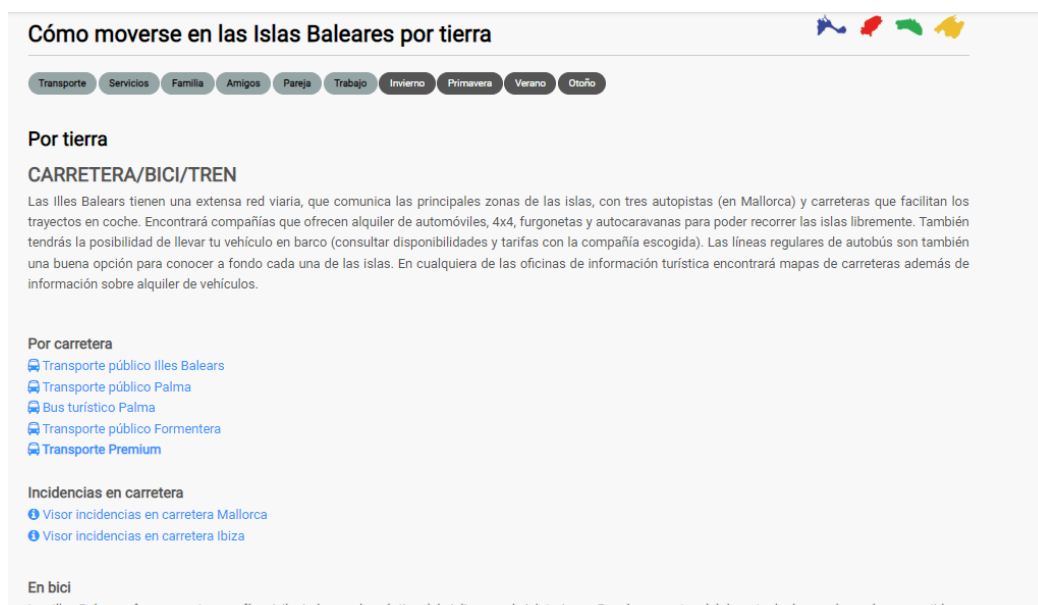 Cómo moverse en las Islas Baleares por tierra
Transporte Servicios Familia Amigos Pareja Trabajo Invierno Primavera Verano Otoño
Por tierra
CARRETERA/BICI/TREN
Las Illes Balears tienen una extensa red viaria, que comunica las principales zonas de las islas, con tres autopistas (en Mallorca) y carreteras que facilitan los
trayectos en coche. Encontrará compañías que ofrecen alquiler de automóviles, 4x4, furgonetas y autocaravanas para poder recorrer las islas libremente. También
tendrás la posibilidad de llevar tu vehículo en barco (consultar disponibilidades y tarifas con la compañía escogida). Las líneas regulares de autobús son también
una buena opción para conocer a fondo cada una de las islas. En cualquiera de las oficinas de información turística encontrará mapas de carreteras además de
información sobre alquiler de vehículos.
Por carretera
Transporte público Illes Balears
Transporte público Palma
Bus turístico Palma
Transporte público Formentera
Transporte Premium
Incidencias en carretera
Visor incidencias en carretera Mallorca
Visor incidencias en carretera Ibiza
En bici